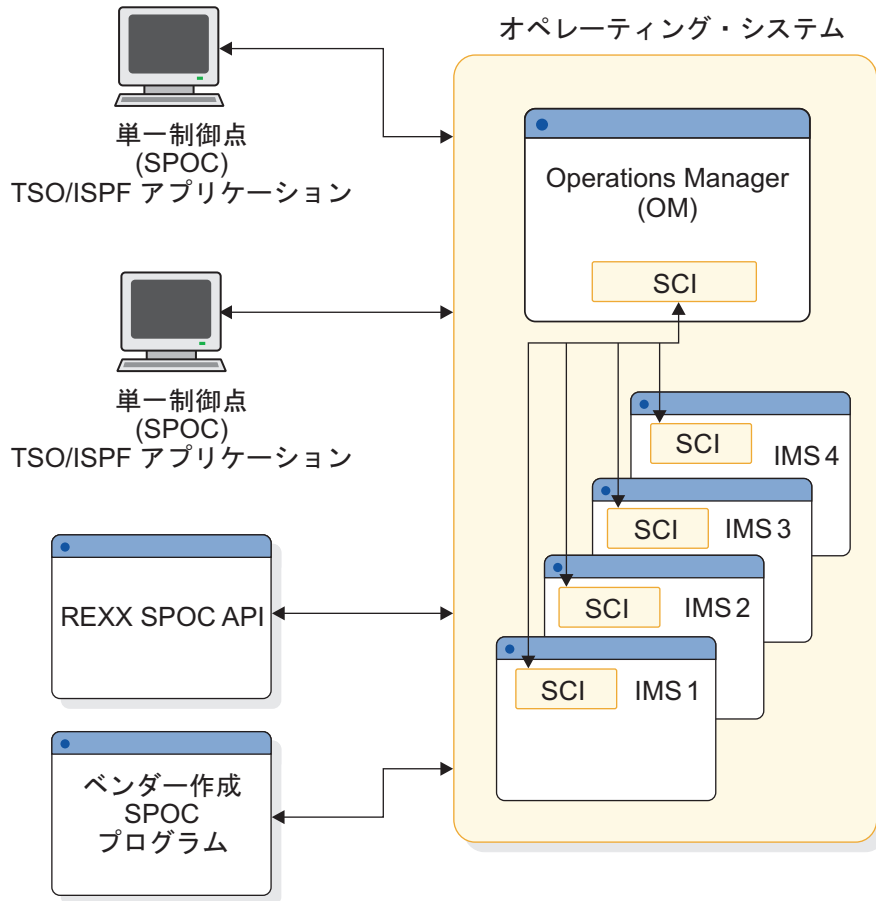 オペレーティング・システム
単一制御点
(SPOC)
TSO/ISPF アプリケーション
Operations Manager
(OM)
SCI
単一制御点
(SPOC)
TSO/ISPF アプリケーション
SCI
IMS 4
SCI
IMS 3
SCI
IMS 2
SCI
IMS 1
REXX SPOC API
ベンダー作成
SPOC
プログラム